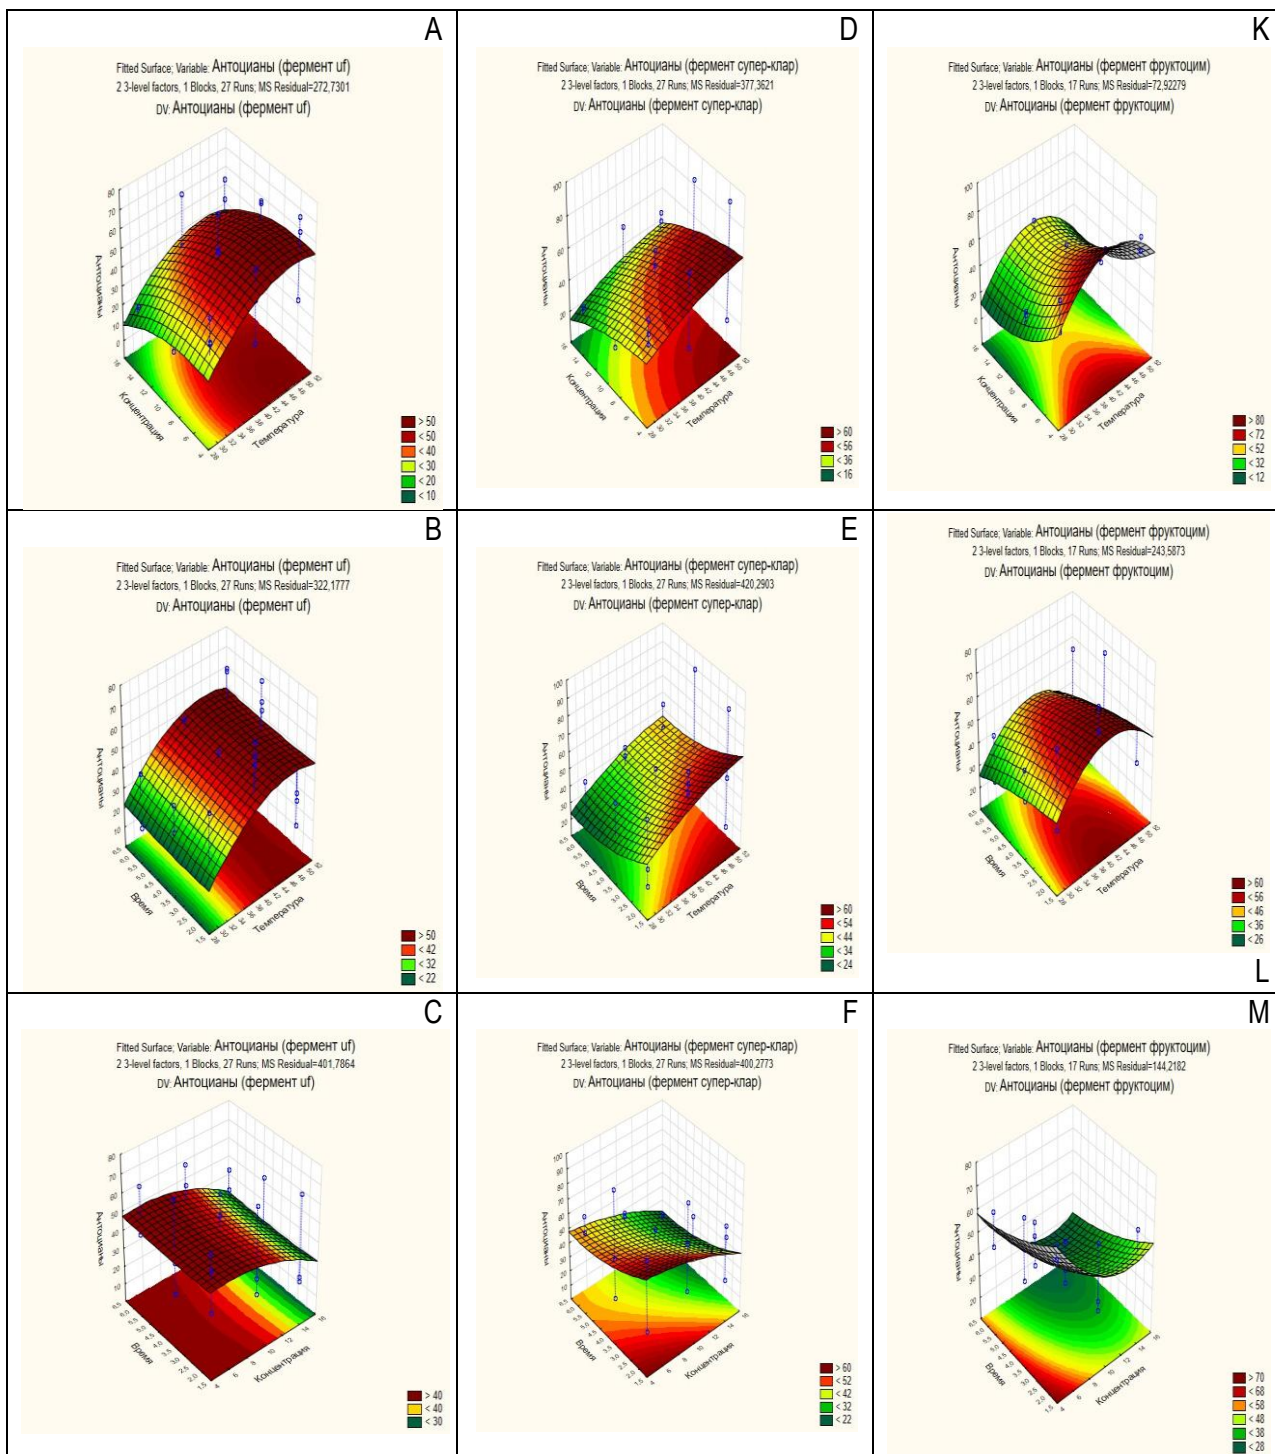 A
Fitted Surface; Variable: Антоцианы (фермент uf)
2 3-level factors, 1 Blocks, 27 Runs; MS Residual=272,7301
DV: Антоцианы (фермент uf)
Антоцианы
Концентрация
Температура
> 50
< 50
< 40
< 30
< 20
< 10
D
Fitted Surface; Variable: Антоцианы (фермент супер-клар)
2 3-level factors, 1 Blocks, 27 Runs; MS Residual=377,3621
DV: Антоцианы (фермент супер-клар)
Антоцианы
Концентрация
Температура
> 60
< 56
< 36
< 16
K
Fitted Surface; Variable: Антоцианы (фермент фруктоцим)
2 3-level factors, 1 Blocks, 17 Runs; MS Residual=72,92279
DV: Антоцианы (фермент фруктоцим)
Антоцианы
Концентрация
Температура
> 80
< 72
< 52
< 32
< 12
B
Fitted Surface; Variable: Антоцианы (фермент uf)
2 3-level factors, 1 Blocks, 27 Runs; MS Residual=322,1777
DV: Антоцианы (фермент uf)
Антоцианы
Время
Температура
> 50
< 42
< 32
< 22
E
Fitted Surface; Variable: Антоцианы (фермент супер-клар)
2 3-level factors, 1 Blocks, 27 Runs; MS Residual=420,2903
DV: Антоцианы (фермент супер-клар)
Антоцианы
Время
Температура
> 60
< 54
< 44
< 34
< 24
Fitted Surface; Variable: Антоцианы (фермент фруктоцим)
2 3-level factors, 1 Blocks, 17 Runs; MS Residual=243,5873
DV: Антоцианы (фермент фруктоцим)
Антоцианы
Время
Температура
> 60
< 56
< 46
< 36
< 26
L
C
Fitted Surface; Variable: Антоцианы (фермент uf)
2 3-level factors, 1 Blocks, 27 Runs; MS Residual=401,7864
DV: Антоцианы (фермент uf)
Антоцианы
Время
Концентрация
> 40
< 40
< 30
F
Fitted Surface; Variable: Антоцианы (фермент супер-клар)
2 3-level factors, 1 Blocks, 27 Runs; MS Residual=400,2773
DV: Антоцианы (фермент супер-клар)
Антоцианы
Время
Концентрация
> 60
< 52
< 42
< 32
< 22
M
Fitted Surface; Variable: Антоцианы (фермент фруктоцим)
2 3-level factors, 1 Blocks, 17 Runs; MS Residual=144,2182
DV: Антоцианы (фермент фруктоцим)
Антоцианы
Время
Концентрация
> 70
< 68
< 58
< 48
< 38
< 28